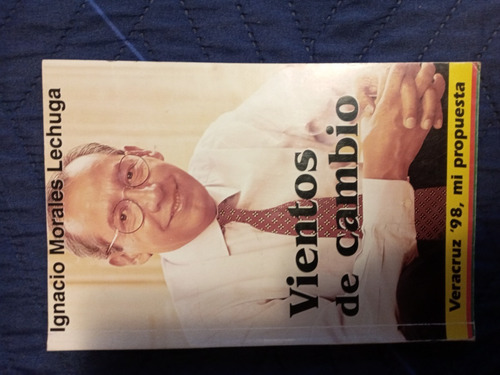 Ignacio Morales Lechuga
Vientos
de cambio
Veracruz '98, mi propuesta